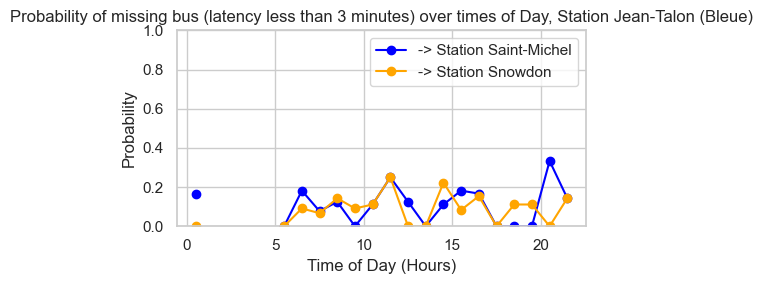 Probability of missing bus (latency less than 3 minutes) over times of Day, Station Jean-Talon (Bleue)
1.0
0.8
0.6
0.4
0.2
0.0
Probability
-> Station Saint-Michel
-> Station Snowdon
0 5 10 15 20
Time of Day (Hours)